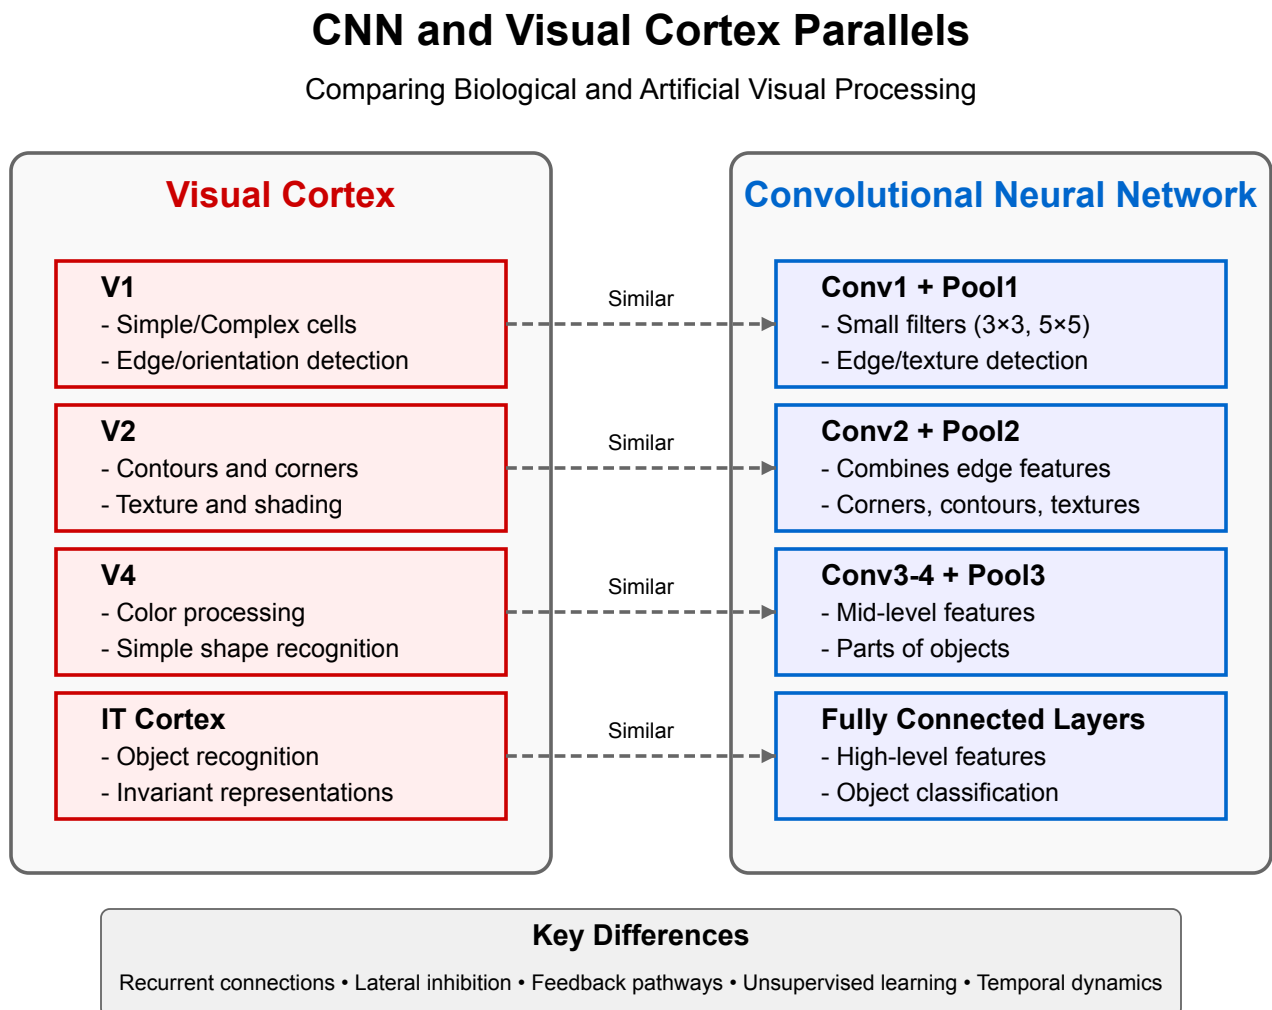 CNN and Visual Cortex Parallels
Comparing Biological and Artificial Visual Processing
Visual Cortex
V1
- Simple/Complex cells
- Edge/orientation detection
V2
- Contours and corners
- Texture and shading
V4
- Color processing
- Simple shape recognition
IT Cortex
- Object recognition
- Invariant representations
Similar
Similar
Similar
Similar
Convolutional Neural Network
Conv1 + Pool1
- Small filters (3×3, 5×5)
- Edge/texture detection
Conv2 + Pool2
- Combines edge features
- Corners, contours, textures
Conv3-4 + Pool3
- Mid-level features
- Parts of objects
Fully Connected Layers
- High-level features
- Object classification
Key Differences
Recurrent connections • Lateral inhibition • Feedback pathways • Unsupervised learning • Temporal dynamics